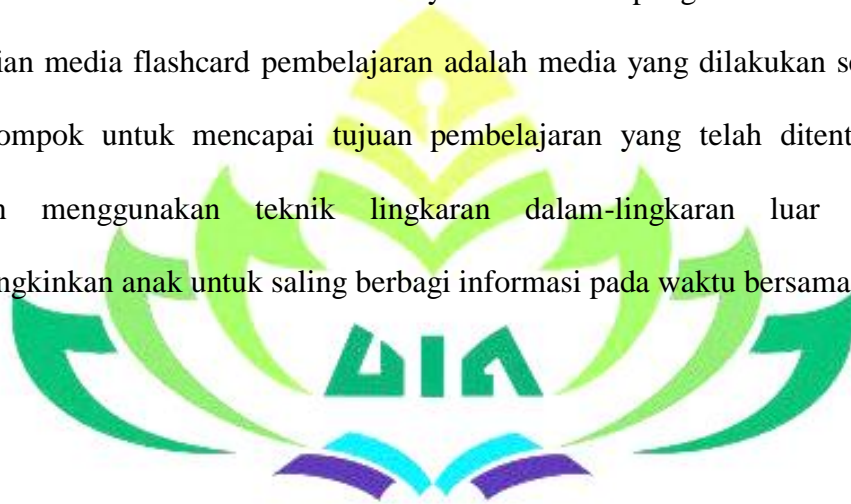 ian media flashcard pembelajaran adalah media yang dilakukan se
ompok untuk mencapai tujuan pembelajaran yang telah ditent
menggunakan teknik lingkaran dalam-lingkaran luar
ngkinkan anak untuk saling berbagi informasi pada waktu bersama
UIN